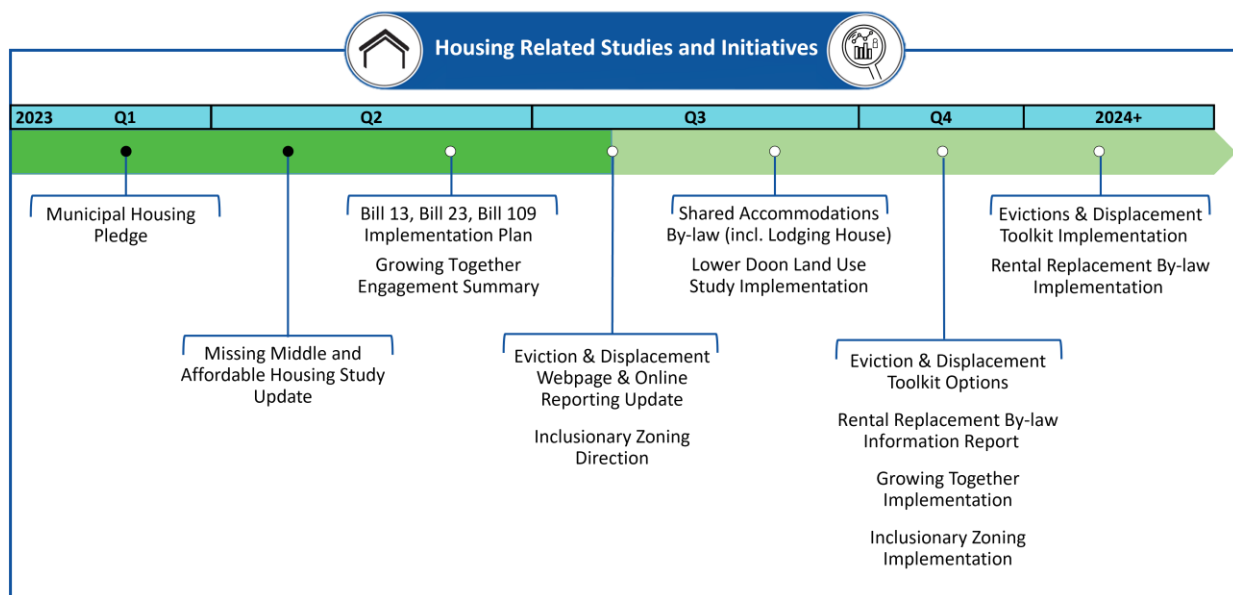 Housing Related Studies and Initiatives
2023 Q1 Q2 Q3 Q4 2024+
Municipal Housing
Pledge
Missing Middle and
Affordable Housing Study
Update
Bill 13, Bill 23, Bill 109
Implementation Plan
Growing Together
Engagement Summary
Eviction & Displacement
Webpage & Online
Reporting Update
Inclusionary Zoning
Direction
Shared Accommodations
By-law (incl. Lodging House)
Lower Doon Land Use
Study Implementation
Eviction & Displacement
Toolkit Options
Rental Replacement By-law
Information Report
Growing Together
Implementation
Inclusionary Zoning
Implementation
Evictions & Displacement
Toolkit Implementation
Rental Replacement By-law
Implementation